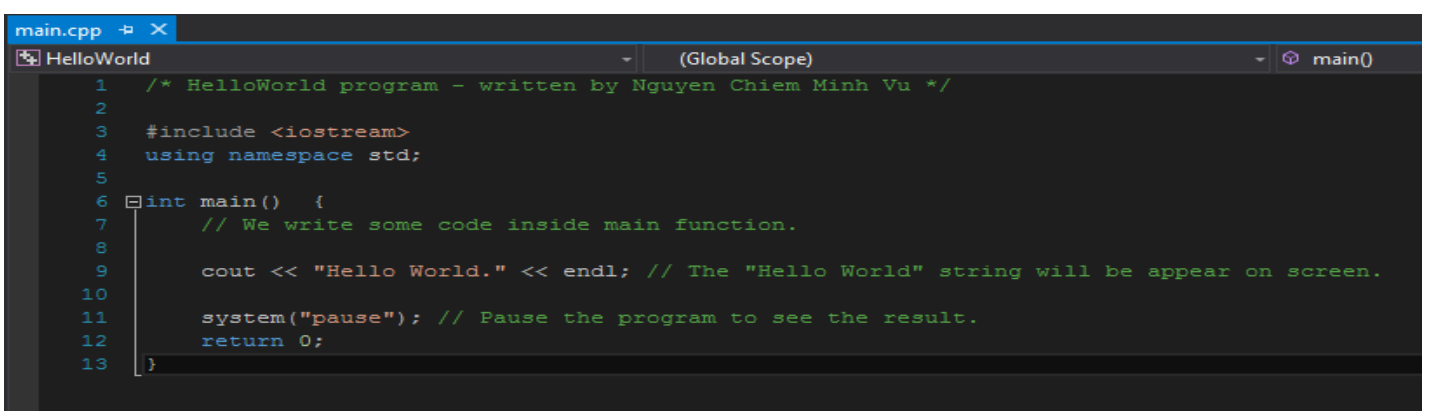 main.cpp
HelloWorld (Global Scope) main()
1 /* HelloWorld program - written by Nguyen Chiem Minh Vu */
2
3 #include <iostream>
4 using namespace std;
5
6 int main()  {
7 // We write some code inside main function.
8
9 cout << "Hello World." << endl; // The "Hello World" string will be appear on screen.
10
11 system("pause"); // Pause the program to see the result.
12 return 0;
13 }